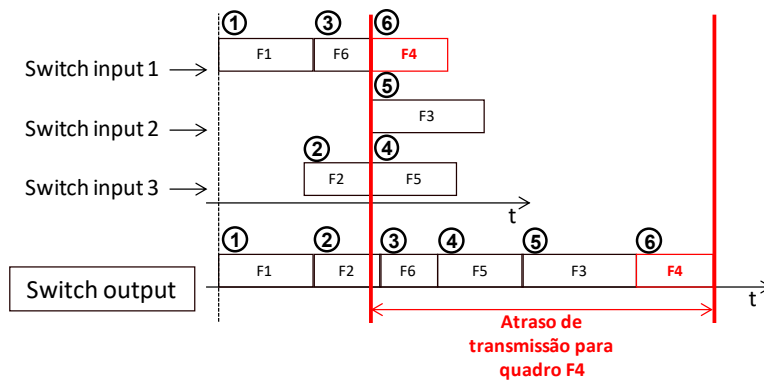 1 3 6
Switch input 1 F1 F6 F4
5
Switch input 2 F3
2 4
Switch input 3 F2 F5
t
1 2 3 4 5 6
Switch output F1 F2 F6 F5 F3 F4
t
Atraso de
transmissão para
quadro F4